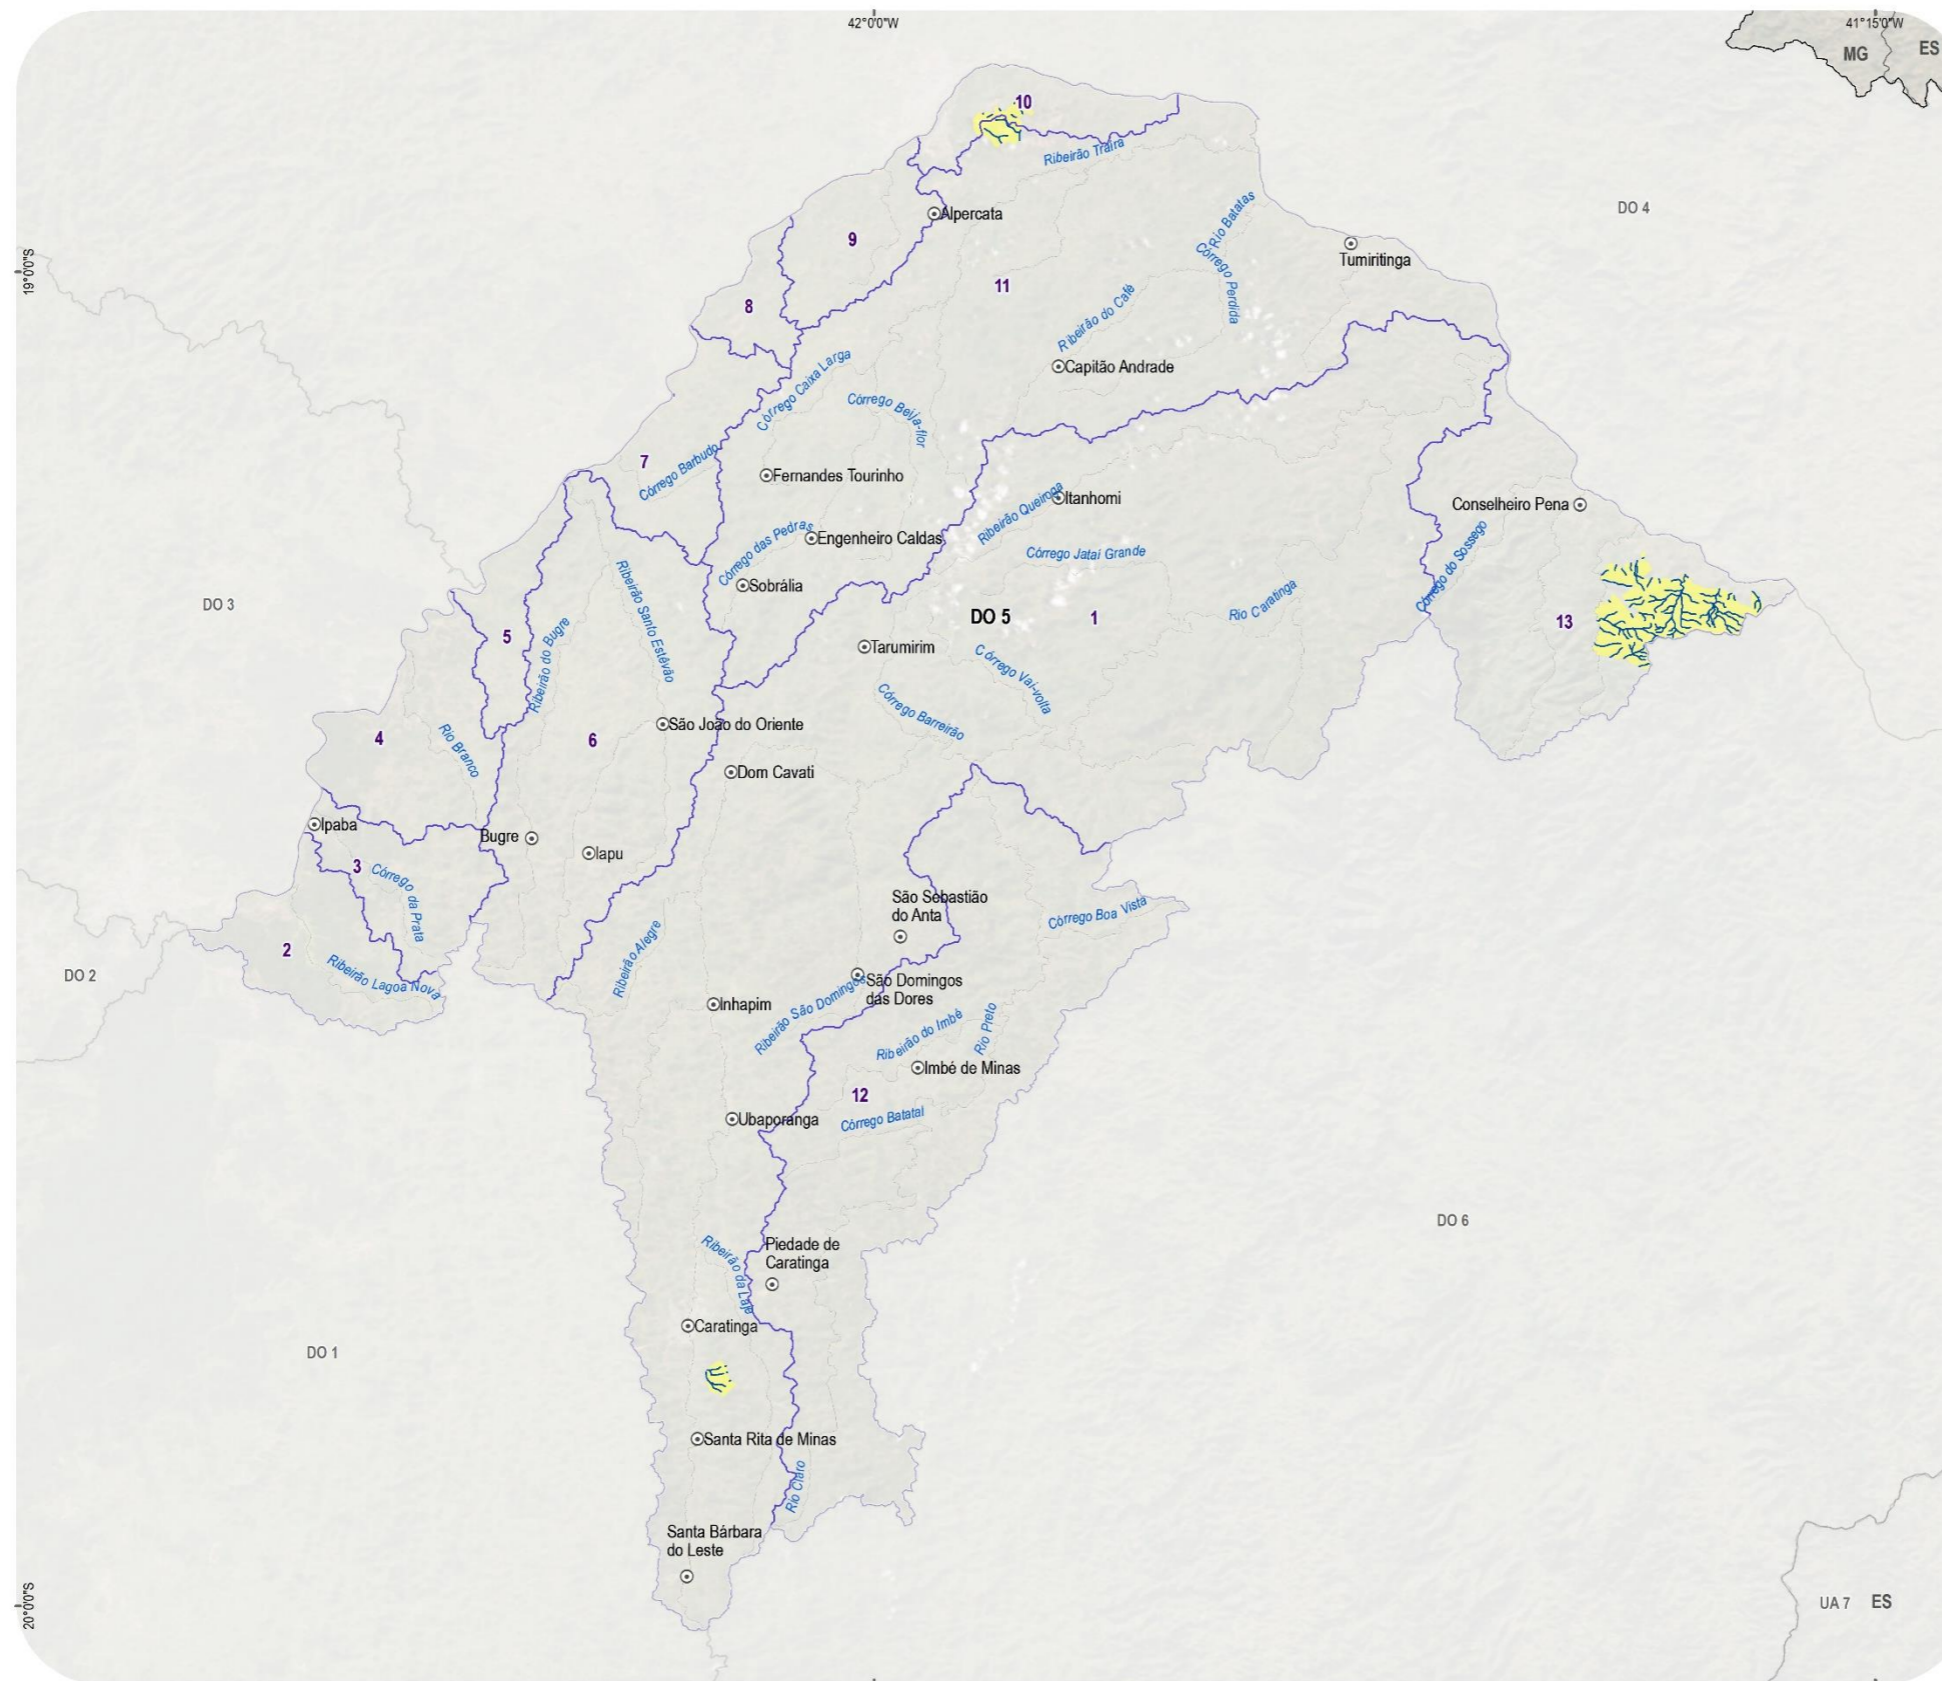 42°0'0"W
41°15'0"W
MG
ES
10
Ribeirão Traíra
DO 4
Alpercata
Rio Batatas
9
Tumiritinga
Córrego Perdida
19°0'0"S
11
8
Ribeirão do Café
Córrego Caixa Larga
Capitão Andrade
Córrego Beija-flor
7
Córrego Barbudo
Fernandes Tourinho
Ribeirão Queiroga
Itanhomi
Conselheiro Pena
Córrego das Pedras
Engenheiro Caldas
Córrego Jataí Grande
Córrego do Sossego
Sobrália
Ribeirão Santo Estêvão
DO 3
Rio Caratinga
DO 5
1
13
5
Ribeirão do Bugre
Tarumirim
Córrego Vai-volta
Córrego Barreirão
São João do Oriente
4
6
Rio Branco
Dom Cavati
Ipaba
Bugre
Iapu
3
Córrego da Prata
São Sebastião
do Anta
Córrego Boa Vista
2
Ribeirão Alegre
Ribeirão Lagoa Nova
DO 2
São Domingos
das Dores
Inhapim
Ribeirão São Domingos
Ribeirão do Imbé
Rio Preto
Imbé de Minas
12
Ubaporanga
Córrego Batatal
DO 6
Ribeirão da Laje
Piedade de
Caratinga
Caratinga
DO 1
Santa Rita de Minas
Rio Claro
Santa Bárbara
do Leste
20°0'0"S
UA 7
ES